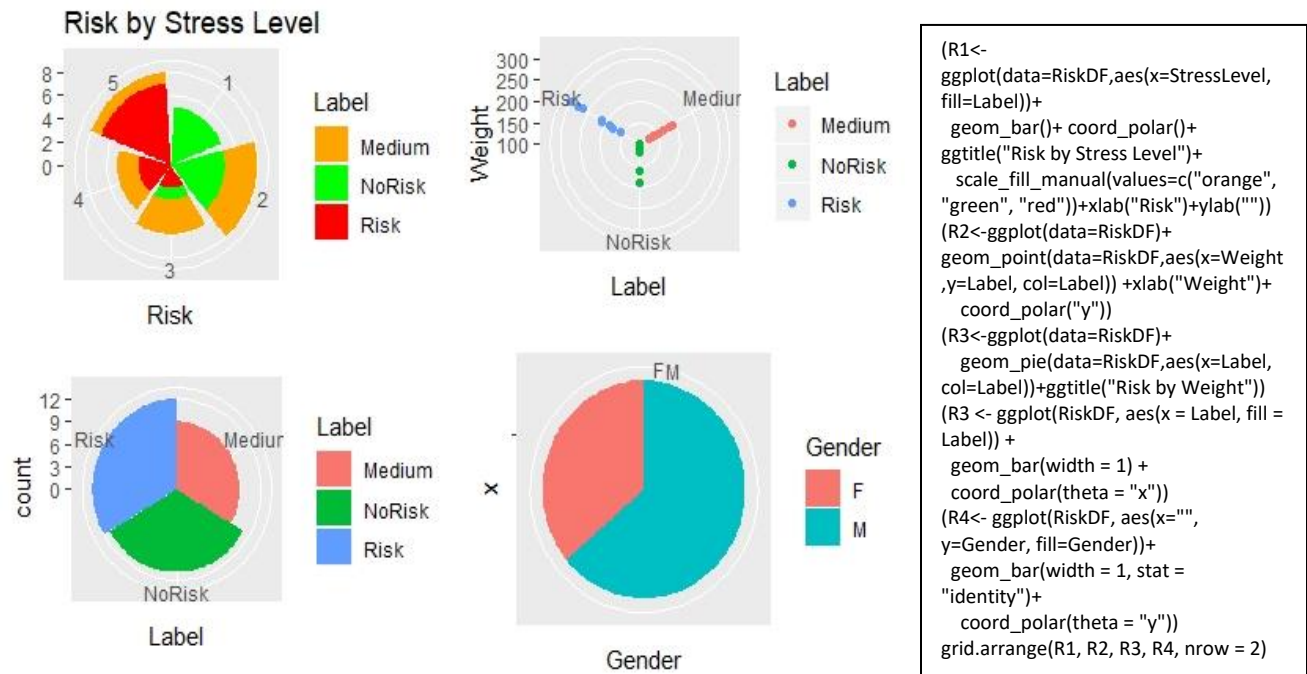 Risk by Stress Level
8
6
4
2
0
5
1
4
2
3
Risk
Label
Medium
NoRisk
Risk
300
250
200
150
100
Weight
Risk
Mediur
NoRisk
Label
Label
Medium
NoRisk
Risk
12
9
6
3
0
count
Risk
Mediur
NoRisk
Label
Label
Medium
NoRisk
Risk
FM
x
Gender
Gender
F
M
(R1<-
ggplot(data=RiskDF,aes(x=StressLevel,
fill=Label))+
geom_bar()+ coord_polar()+
ggtitle("Risk by Stress Level")+
scale_fill_manual(values=c("orange",
"green", "red"))+xlab("Risk")+ylab(""))
(R2<-ggplot(data=RiskDF)+
geom_point(data=RiskDF,aes(x=Weight
,y=Label, col=Label)) +xlab("Weight")+
coord_polar("y"))
(R3<-ggplot(data=RiskDF)+
geom_pie(data=RiskDF,aes(x=Label,
col=Label))+ggtitle("Risk by Weight"))
(R3 <- ggplot(RiskDF, aes(x = Label, fill =
Label)) +
geom_bar(width = 1) +
coord_polar(theta = "x"))
(R4<- ggplot(RiskDF, aes(x="",
y=Gender, fill=Gender))+
geom_bar(width = 1, stat =
"identity")+
coord_polar(theta = "y"))
grid.arrange(R1, R2, R3, R4, nrow = 2)